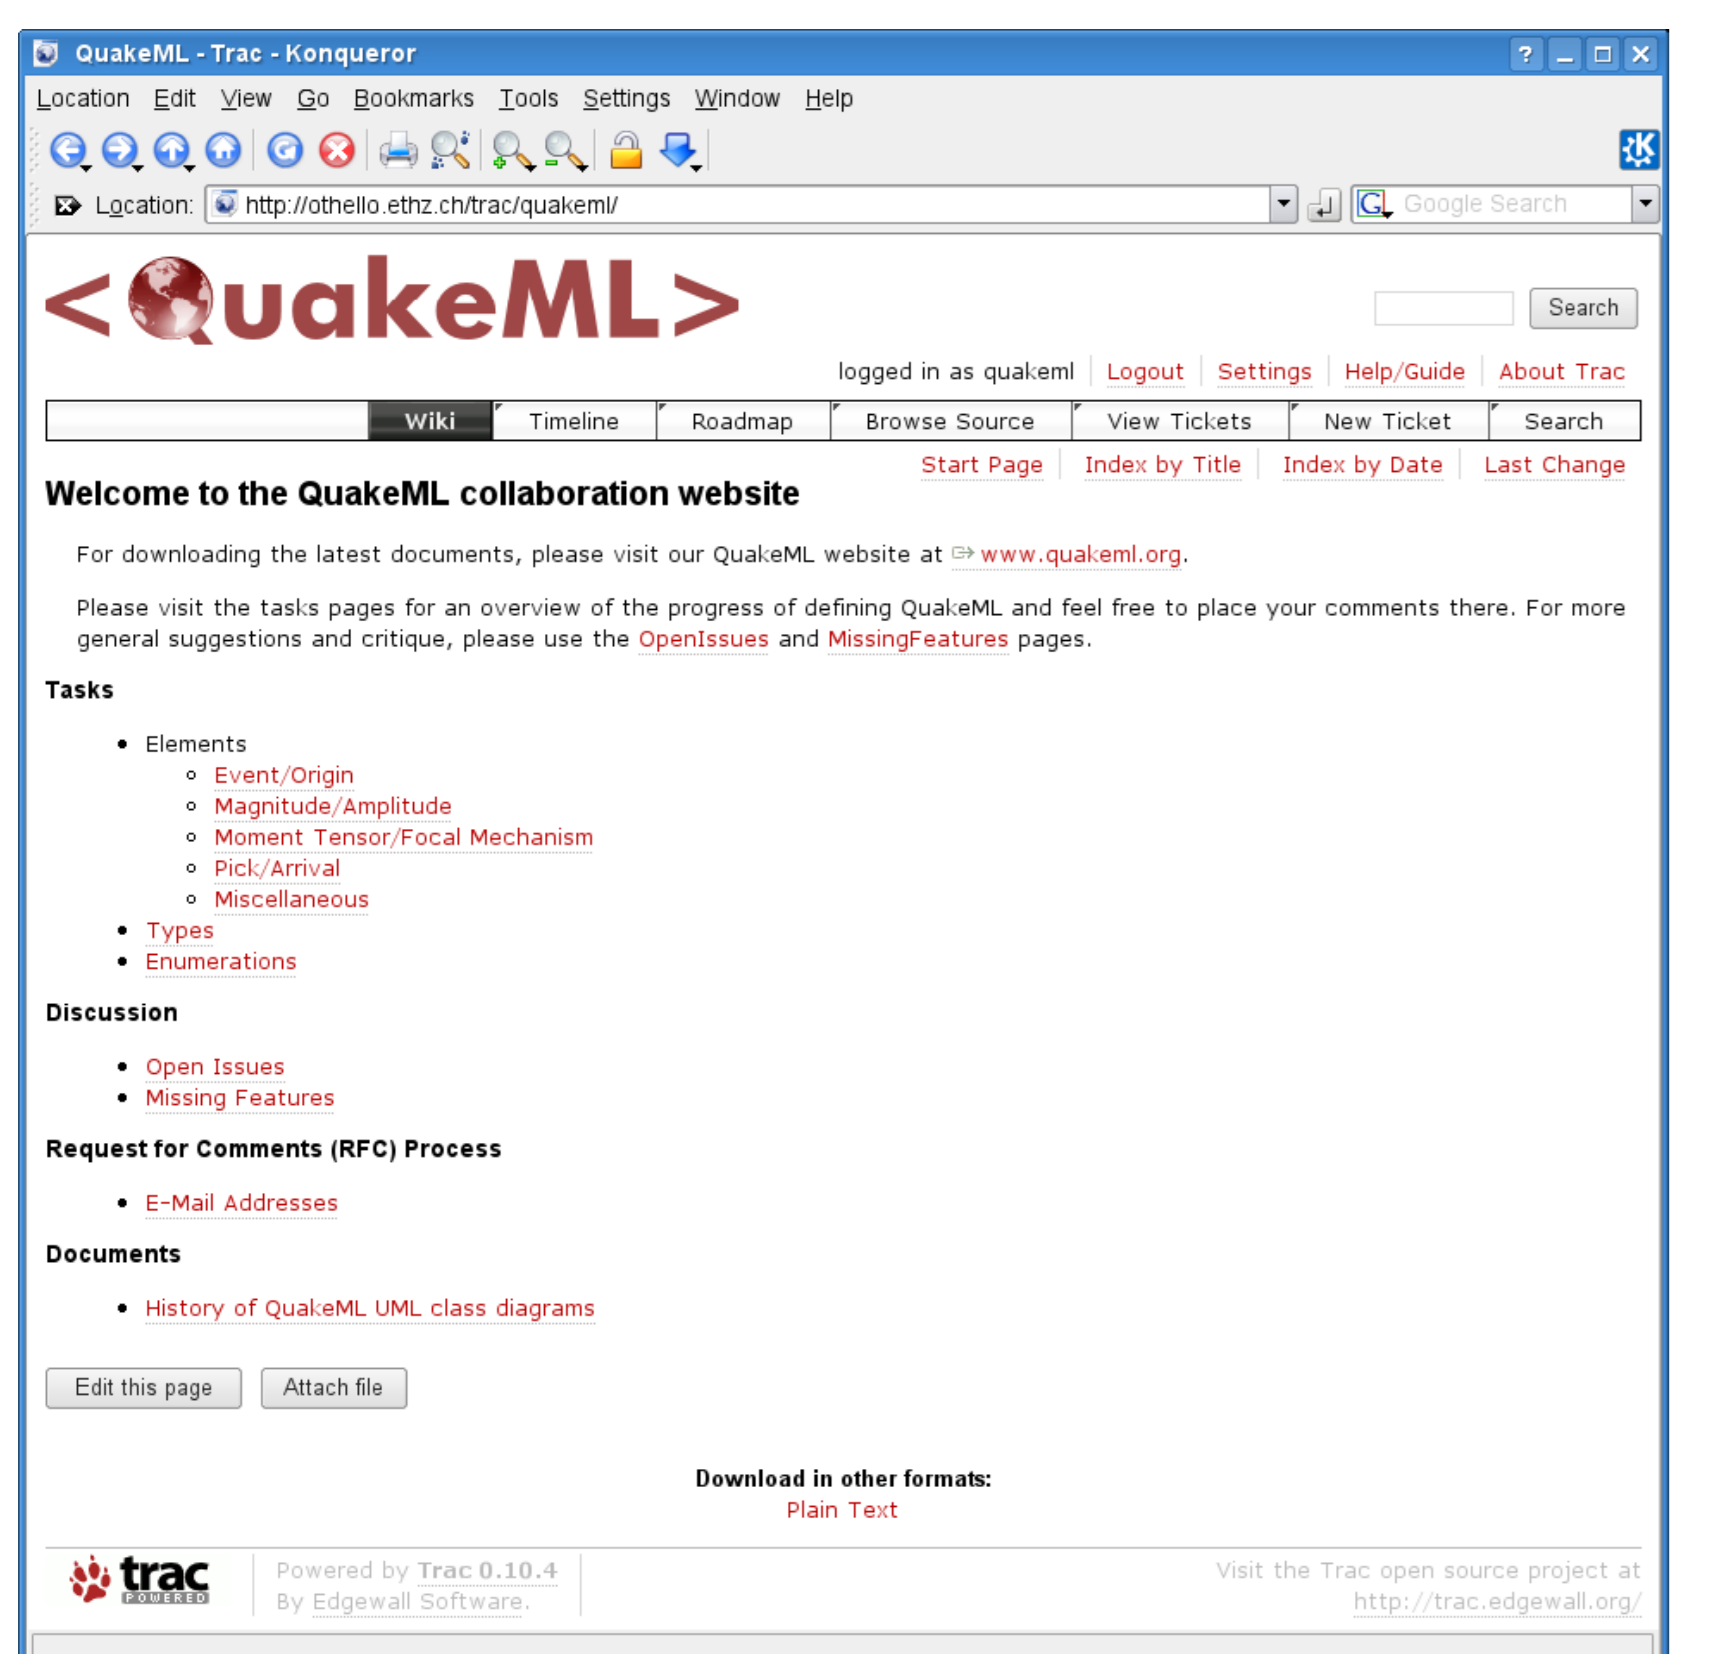 QuakeML - Trac - Konqueror
Location Edit View Go Bookmarks Tools Settings Window Help
Location: http://othello.ethz.ch/trac/quakeml/ Google Search
<QuakeML>
Search
logged in as quakeml Logout Settings Help/Guide About Trac
Wiki Timeline Roadmap Browse Source View Tickets New Ticket Search
Start Page Index by Title Index by Date Last Change
Welcome to the QuakeML collaboration website
For downloading the latest documents, please visit our QuakeML website at www.quakeml.org.
Please visit the tasks pages for an overview of the progress of defining QuakeML and feel free to place your comments there. For more
general suggestions and critique, please use the OpenIssues and MissingFeatures pages.
Tasks
Elements
Event/Origin
Magnitude/Amplitude
Moment Tensor/Focal Mechanism
Pick/Arrival
Miscellaneous
Types
Enumerations
Discussion
Open Issues
Missing Features
Request for Comments (RFC) Process
E-Mail Addresses
Documents
History of QuakeML UML class diagrams
Edit this page Attach file
Download in other formats:
Plain Text
trac POWERED
Powered by Trac 0.10.4
By Edgewall Software.
Visit the Trac open source project at
http://trac.edgewall.org/